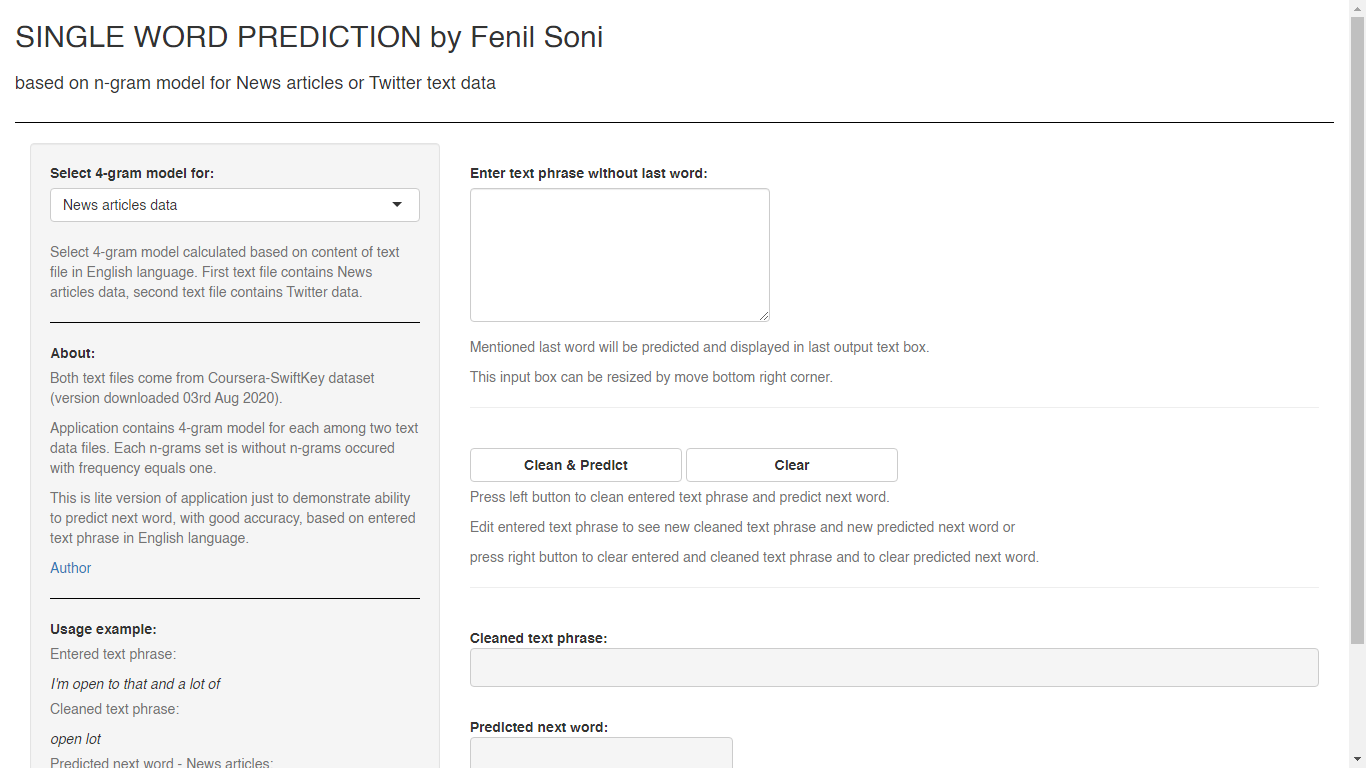 SINGLE WORD PREDICTION by Fenil Soni
based on n-gram model for News articles or Twitter text data
Select 4-gram model for:
News articles data
Select 4-gram model calculated based on content of text
file in English language. First text file contains News
articles data, second text file contains Twitter data.
About:
Both text files come from Coursera-SwiftKey dataset
(version downloaded 03rd Aug 2020).
Application contains 4-gram model for each among two text
data files. Each n-grams set is without n-grams occured
with frequency equals one.
This is lite version of application just to demonstrate ability
to predict next word, with good accuracy, based on entered
text phrase in English language.
Author
Usage example:
Entered text phrase:
I'm open to that and a lot of
Cleaned text phrase:
open lot
Predicted next word - News articles:
Enter text phrase without last word:
Mentioned last word will be predicted and displayed in last output text box.
This input box can be resized by move bottom right corner.
Clean & Predict
Clear
Press left button to clean entered text phrase and predict next word.
Edit entered text phrase to see new cleaned text phrase and new predicted next word or
press right button to clear entered and cleaned text phrase and to clear predicted next word.
Cleaned text phrase:
Predicted next word: